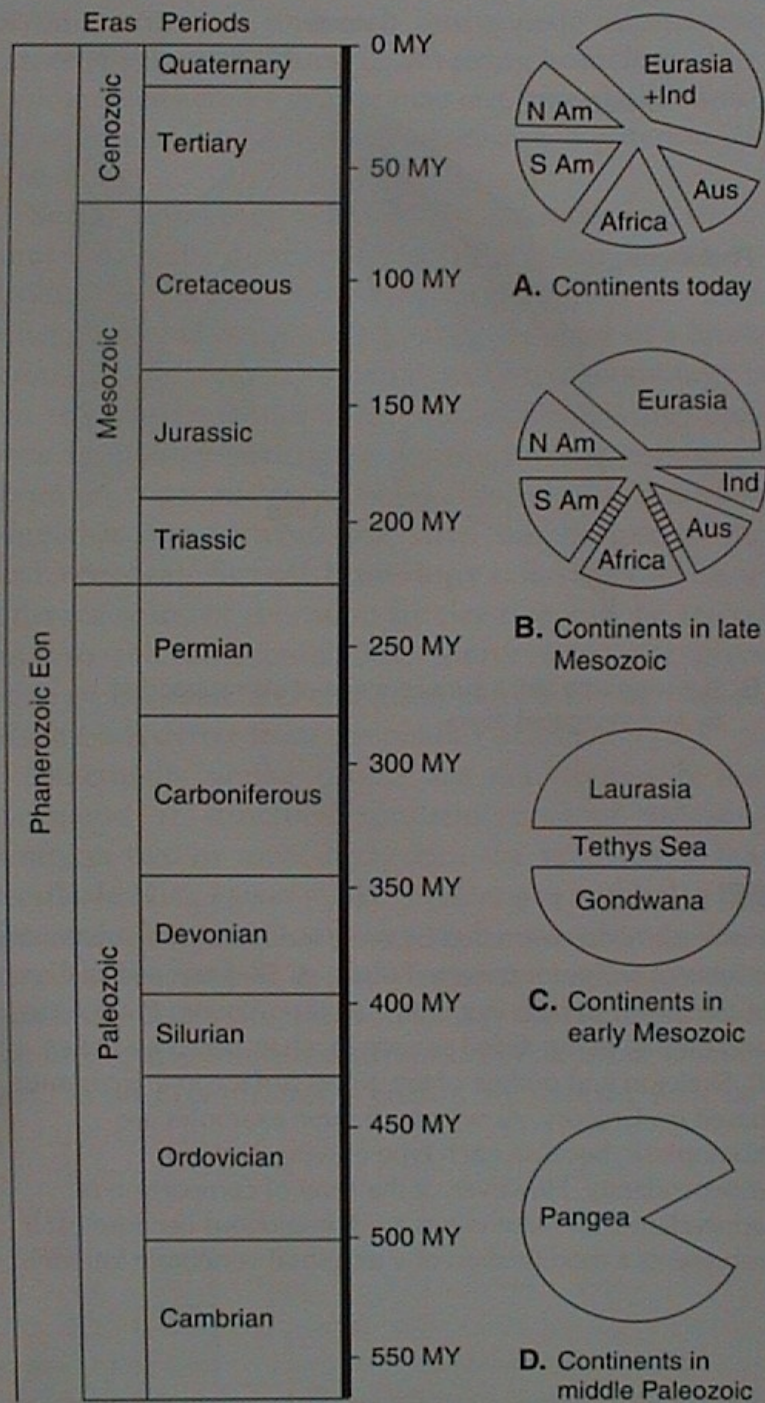 Eras Periods
Phanerozoic Eon
Cenozoic
Mesozoic
Paleozoic
Quaternary
Tertiary
Cretaceous
Jurassic
Triassic
Permian
Carboniferous
Devonian
Silurian
Ordovician
Cambrian
0 MY
50 MY
100 MY
150 MY
200 MY
250 MY
300 MY
350 MY
400 MY
450 MY
500 MY
550 MY
Eurasia
+Ind
N Am
S Am
Africa
Aus
A. Continents today
Eurasia
N Am
Ind
S Am
Africa
Aus
B. Continents in late
Mesozoic
Laurasia
Tethys Sea
Gondwana
C. Continents in
early Mesozoic
Pangea
D. Continents in
middle Paleozoic